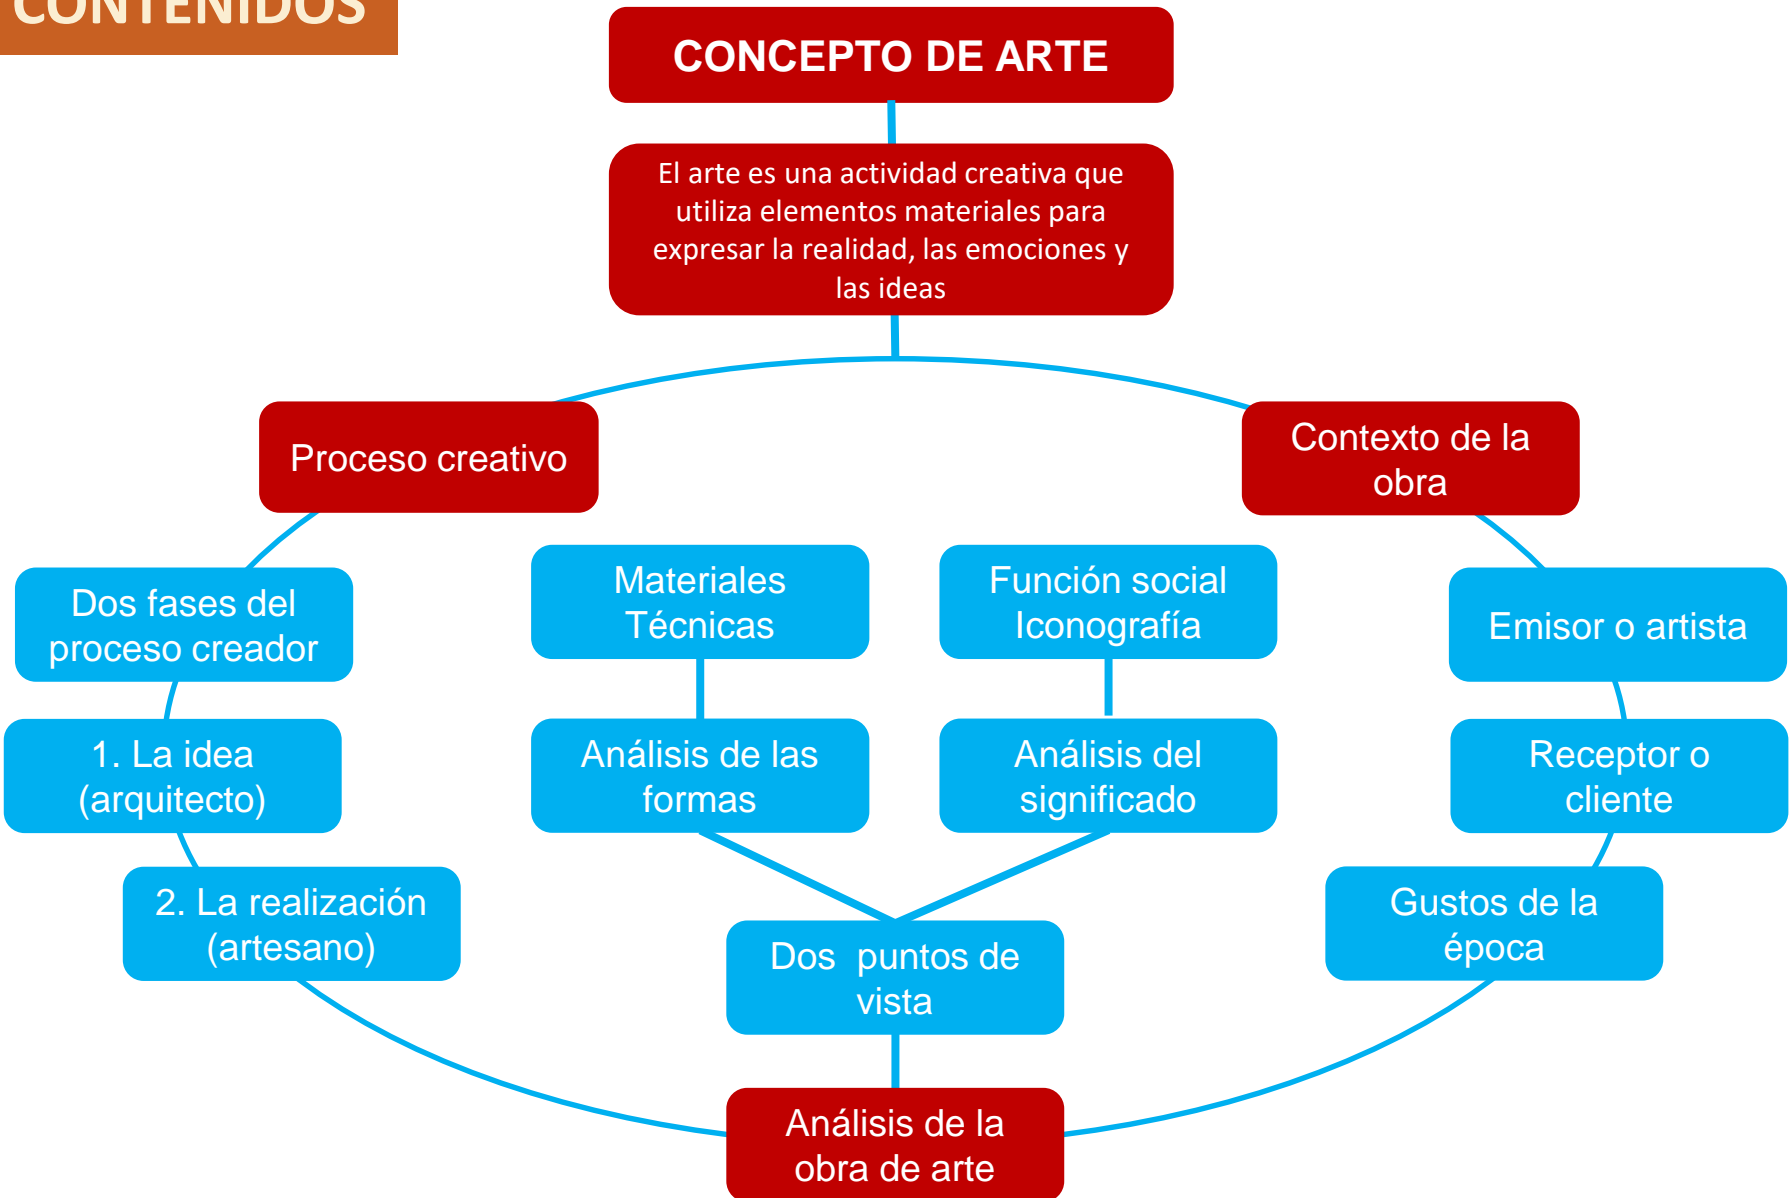 CONTENIDOS
CONCEPTO DE ARTE
El arte es una actividad creativa que
utiliza elementos materiales para
expresar la realidad, las emociones y
las ideas
Proceso creativo
Contexto de la
obra
Dos fases del
proceso creador
Materiales
Técnicas
Función social
Iconografía
Emisor o artista
1. La idea
(arquitecto)
Análisis de las
formas
Análisis del
significado
Receptor o
cliente
2. La realización
(artesano)
Dos  puntos de
vista
Gustos de la
época
Análisis de la
obra de arte